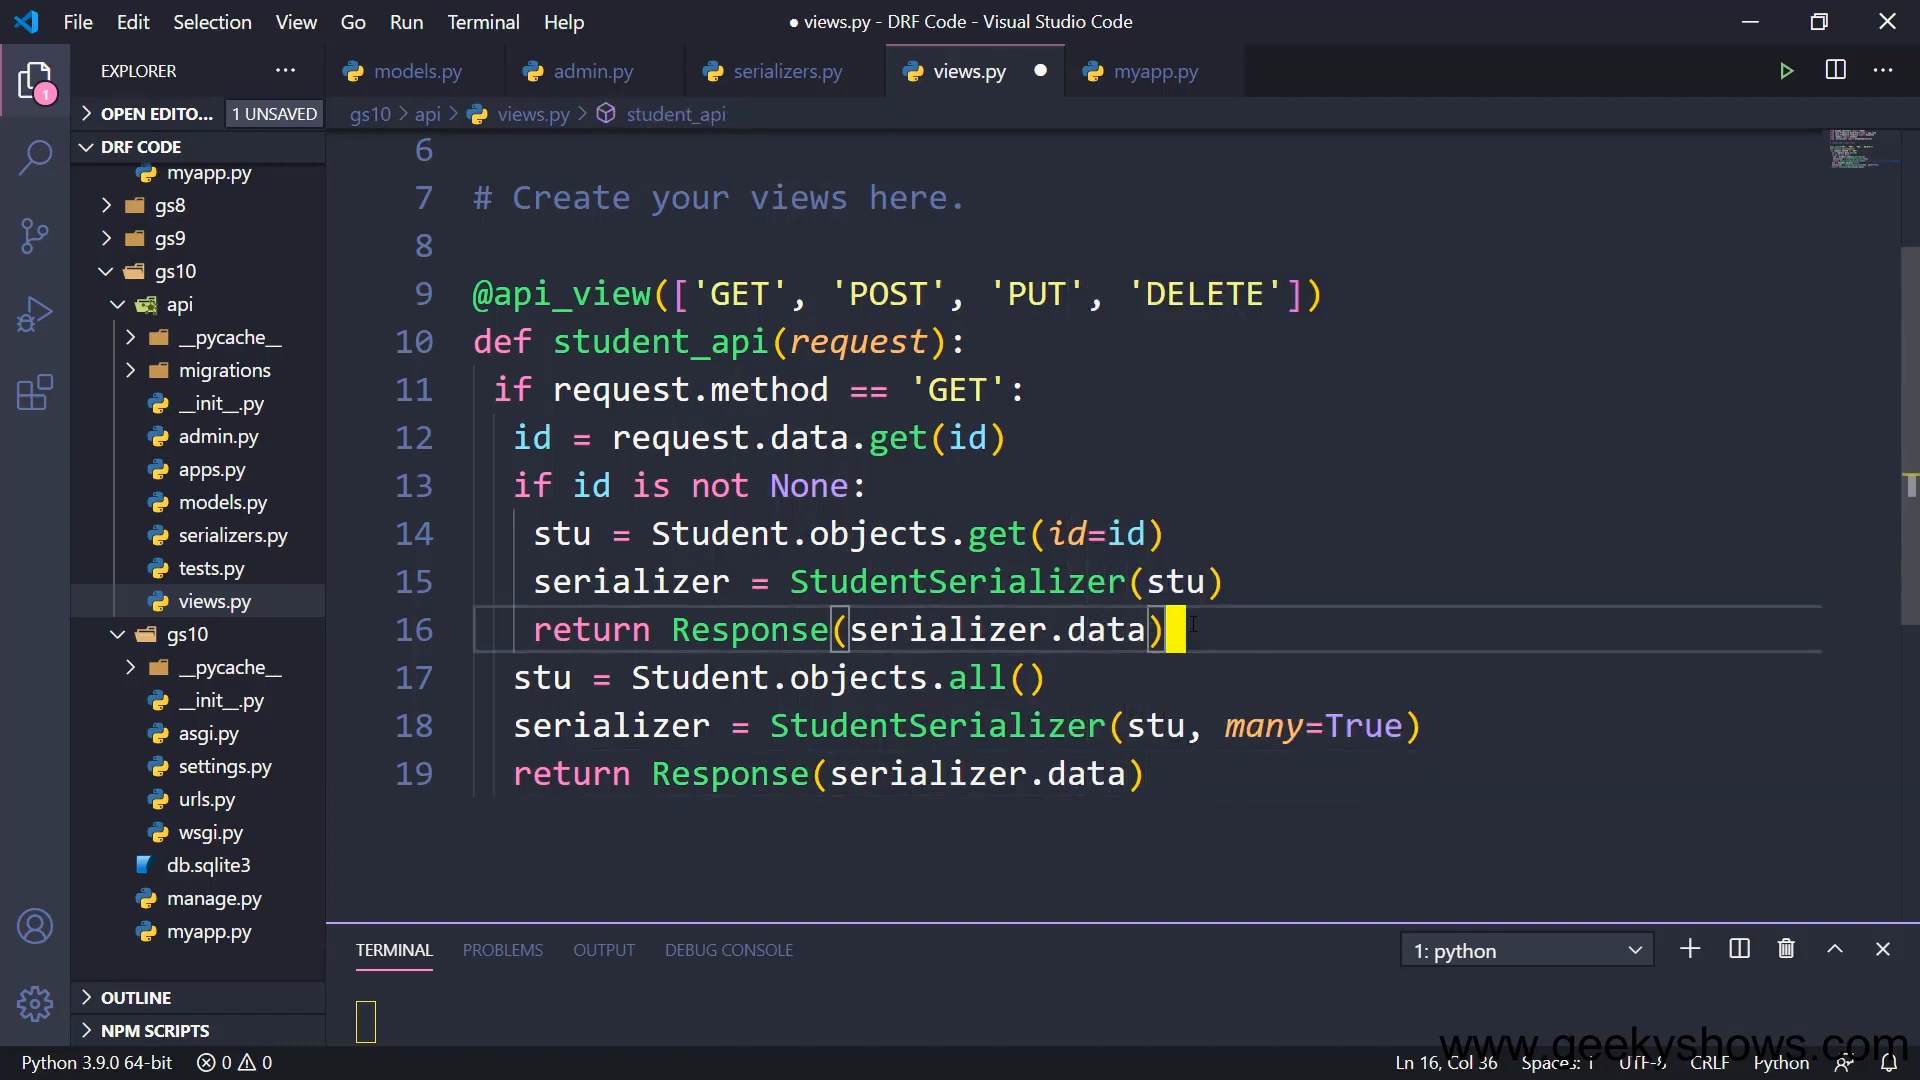 File Edit Selection View Go Run Terminal Help
● views.py - DRF Code - Visual Studio Code
EXPLORER ...
models.py admin.py serializers.py views.py ● myapp.py
OPEN EDITO... 1 UNSAVED
gs10 > api > views.py > student_api
DRF CODE
myapp.py
gs8
gs9
gs10
api
__pycache__
migrations
__init__.py
admin.py
apps.py
models.py
serializers.py
tests.py
views.py
gs10
__pycache__
__init__.py
asgi.py
settings.py
urls.py
wsgi.py
db.sqlite3
manage.py
myapp.py
OUTLINE
NPM SCRIPTS
1
6
7 # Create your views here.
8
9 @api_view(['GET', 'POST', 'PUT', 'DELETE'])
10 def student_api(request):
11 if request.method == 'GET':
12 id = request.data.get(id)
13 if id is not None:
14 stu = Student.objects.get(id=id)
15 serializer = StudentSerializer(stu)
16 return Response(serializer.data)
17 stu = Student.objects.all()
18 serializer = StudentSerializer(stu, many=True)
19 return Response(serializer.data)
TERMINAL PROBLEMS OUTPUT DEBUG CONSOLE 1: python
www.geekyshows.com
Python 3.9.0 64-bit 0 0 Ln 16, Col 36 Spaces: 1 UTF-8 CRLF Python